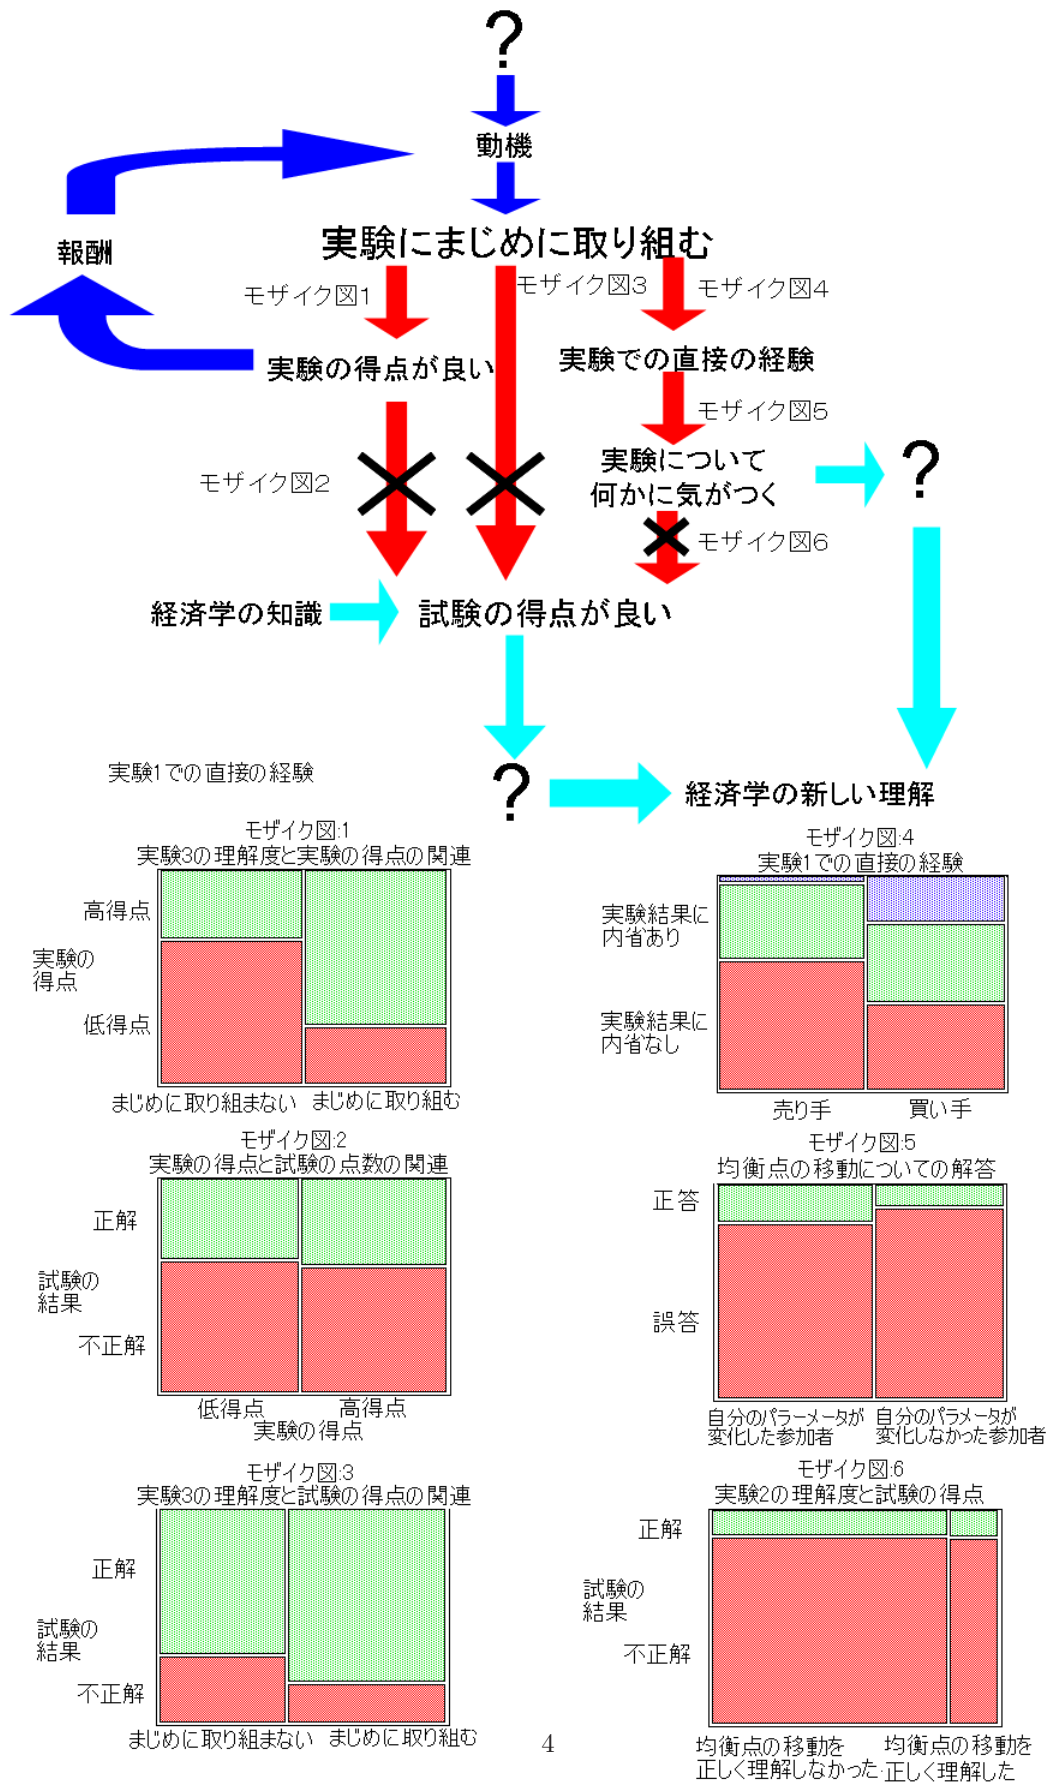 ?
動機
実験にまじめに取り組む
報酬
モザイク図1
モザイク図3
モザイク図4
実験の得点が良い
実験での直接の経験
モザイク図5
実験について
何かに気がつく
?
モザイク図2
モザイク図6
経済学の知識
試験の得点が良い
?
経済学の新しい理解
実験1での直接の経験
モザイク図:1
実験3の理解度と実験の得点の関連
高得点
実験の
得点
低得点
まじめに取り組まない
まじめに取り組む
モザイク図:2
実験の得点と試験の点数の関連
正解
試験の
結果
不正解
低得点
高得点
実験の得点
モザイク図:3
実験3の理解度と試験の得点の関連
正解
試験の
結果
不正解
まじめに取り組まない
まじめに取り組む
モザイク図:4
実験1での直接の経験
実験結果に
内省あり
実験結果に
内省なし
売り手
買い手
モザイク図:5
均衡点の移動についての解答
正答
誤答
自分のパラーメータが
変化した参加者
自分のパラメータが
変化しなかった参加者
モザイク図:6
実験2の理解度と試験の得点
正解
試験の
結果
不正解
均衡点の移動を
正しく理解しなかった
均衡点の移動を
正しく理解した
4